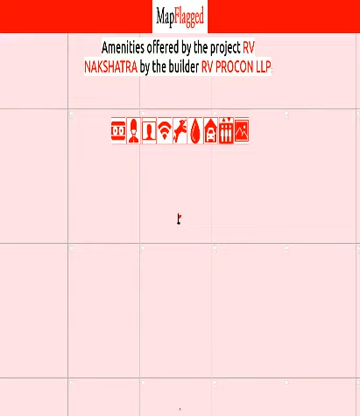 MapFlagged
Amenities offered by the project RV
NAKSHATRA by the builder RV PROCON LLP